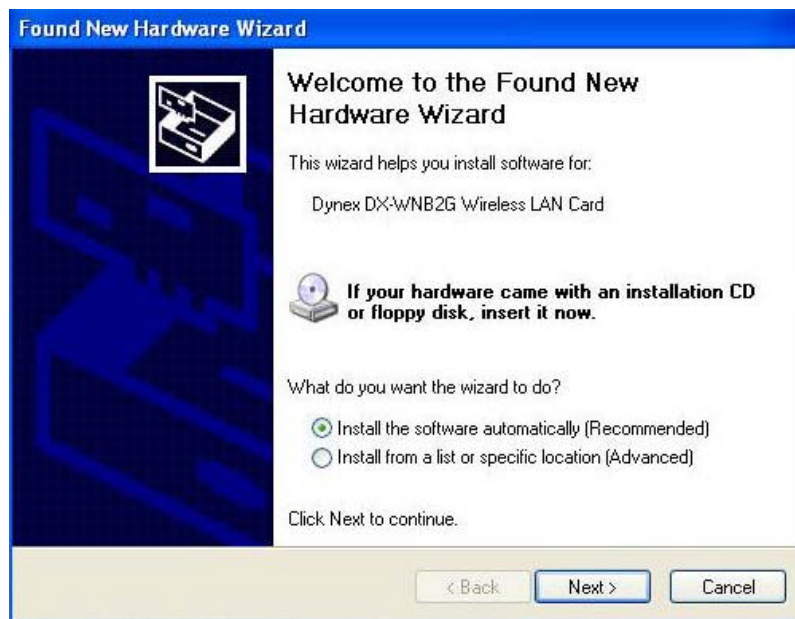 Found New Hardware Wizard
Welcome to the Found New
Hardware Wizard
This wizard helps you install software for:
Dynex DX-WNB2G Wireless LAN Card
If your hardware came with an installation CD
or floppy disk, insert it now.
What do you want the wizard to do?
Install the software automatically (Recommended)
Install from a list or specific location (Advanced)
Click Next to continue.
< Back Next > Cancel